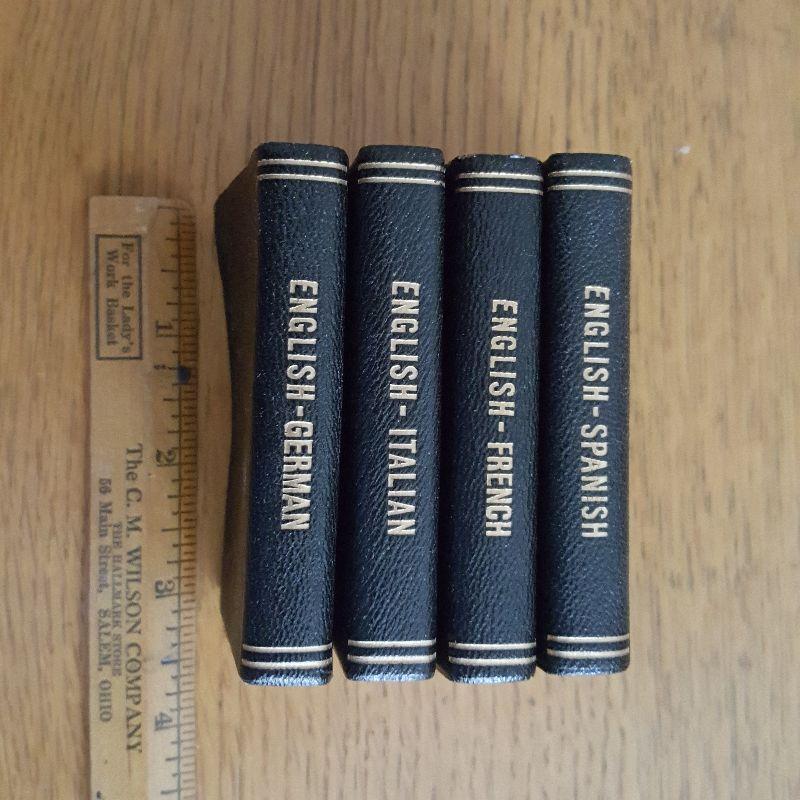 For the Lady's
Work Basket
The C. M. WILSON COMPANY
THE HALLMARK STORE
56 Main Street, SALEM, OHIO
1
2
3
4
ENGLISH-GERMAN
ENGLISH-ITALIAN
ENGLISH-FRENCH
ENGLISH-SPANISH